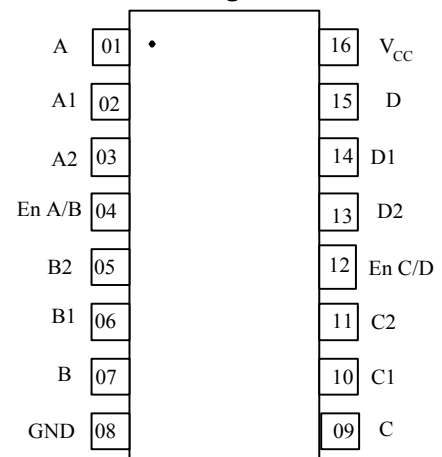 A 01 16 V_CC
A1 02 15 D
A2 03 14 D1
En A/B 04 13 D2
B2 05 12 En C/D
B1 06 11 C2
B 07 10 C1
GND 08 09 C